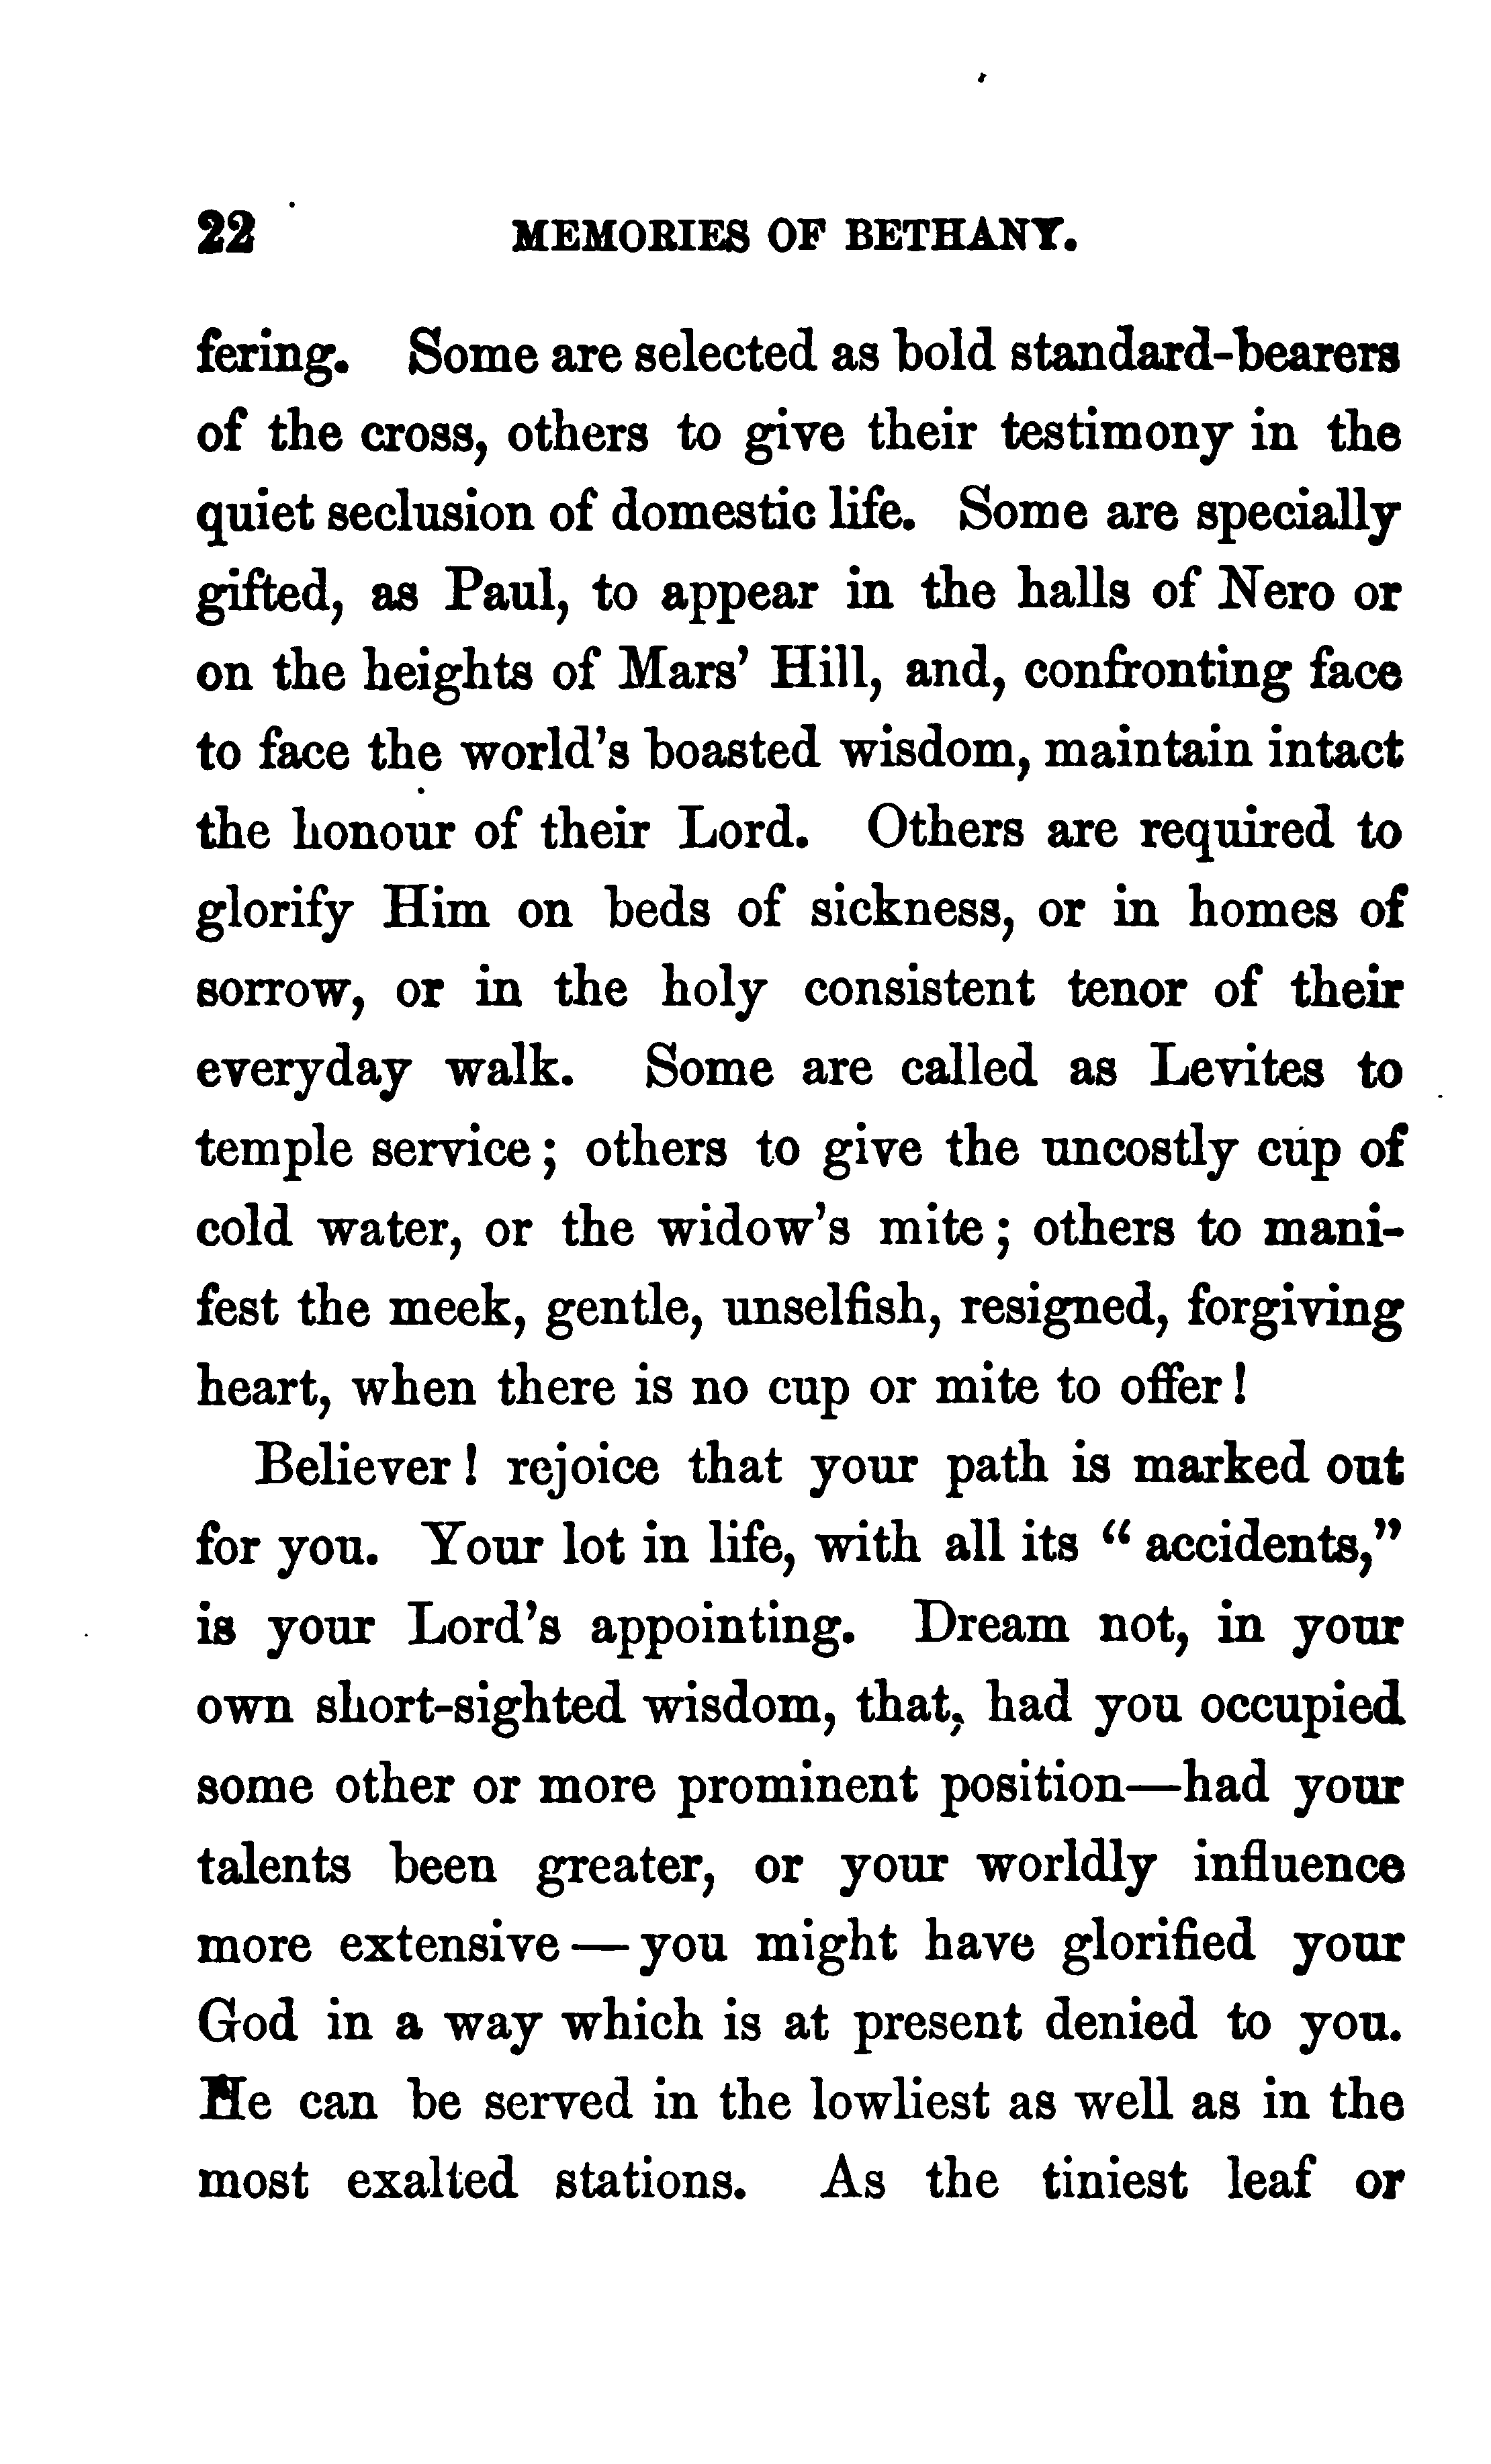 22 MEMORIES OF BETHANY.
fering. Some are selected as bold standard-bearers
of the cross, others to give their testimony in the
quiet seclusion of domestic life. Some are specially
gifted, as Paul, to appear in the halls of Nero or
on the heights of Mars' Hill, and, confronting face
to face the world's boasted wisdom, maintain intact
the honour of their Lord. Others are required to
glorify Him on beds of sickness, or in homes of
sorrow, or in the holy consistent tenor of their
everyday walk. Some are called as Levites to
temple service; others to give the uncostly cup of
cold water, or the widow's mite; others to mani-
fest the meek, gentle, unselfish, resigned, forgiving
heart, when there is no cup or mite to offer!
Believer! rejoice that your path is marked out
for you. Your lot in life, with all its "accidents,"
is your Lord's appointing. Dream not, in your
own short-sighted wisdom, that, had you occupied
some other or more prominent position—had your
talents been greater, or your worldly influence
more extensive—you might have glorified your
God in a way which is at present denied to you.
He can be served in the lowliest as well as in the
most exalted stations. As the tiniest leaf or